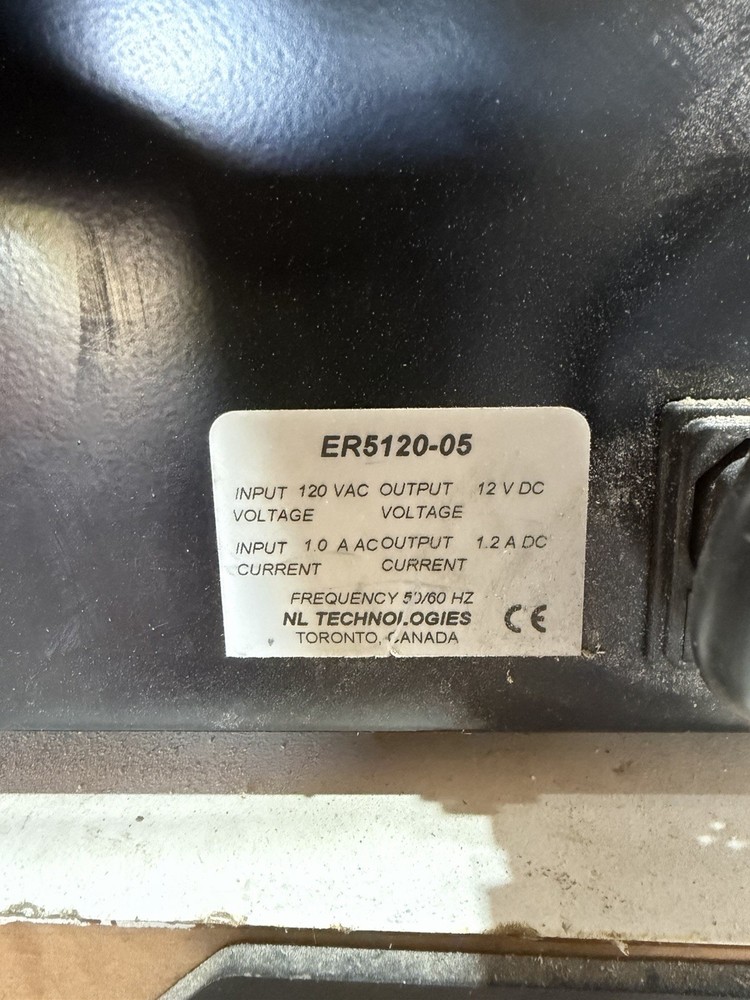 ER5120-05
INPUT 120 VAC OUTPUT 12 V DC
VOLTAGE VOLTAGE
INPUT 1.0 A AC OUTPUT 1.2 A DC
CURRENT CURRENT
FREQUENCY 50/60 HZ
NL TECHNOLOGIES
TORONTO, CANADA
CE